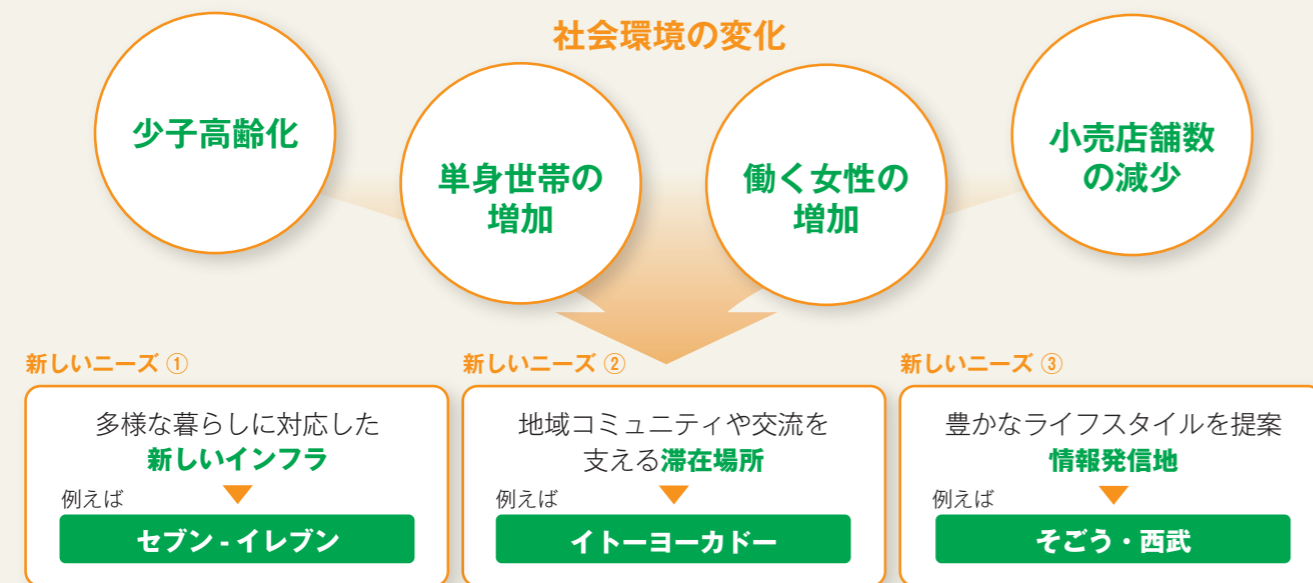 社会環境の変化
少子高齢化
単身世帯の
増加
働く女性の
増加
小売店舗数
の減少
新しいニーズ ①
多様な暮らしに対応した
新しいインフラ
例えば
セブン - イレブン
新しいニーズ ②
地域コミュニティや交流を
支える滞在場所
例えば
イトーヨーカドー
新しいニーズ ③
豊かなライフスタイルを提案
情報発信地
例えば
そごう・西武